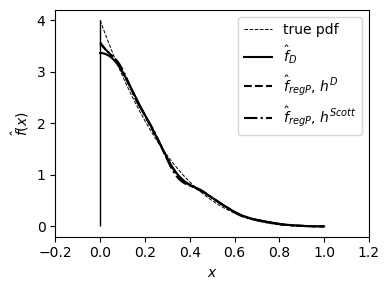 4
3
2
1
0
f̂(x)
true pdf
f̂_D
f̂_regP, h^D
f̂_regP, h^Scott
−0.2 0.0 0.2 0.4 0.6 0.8 1.0 1.2
x